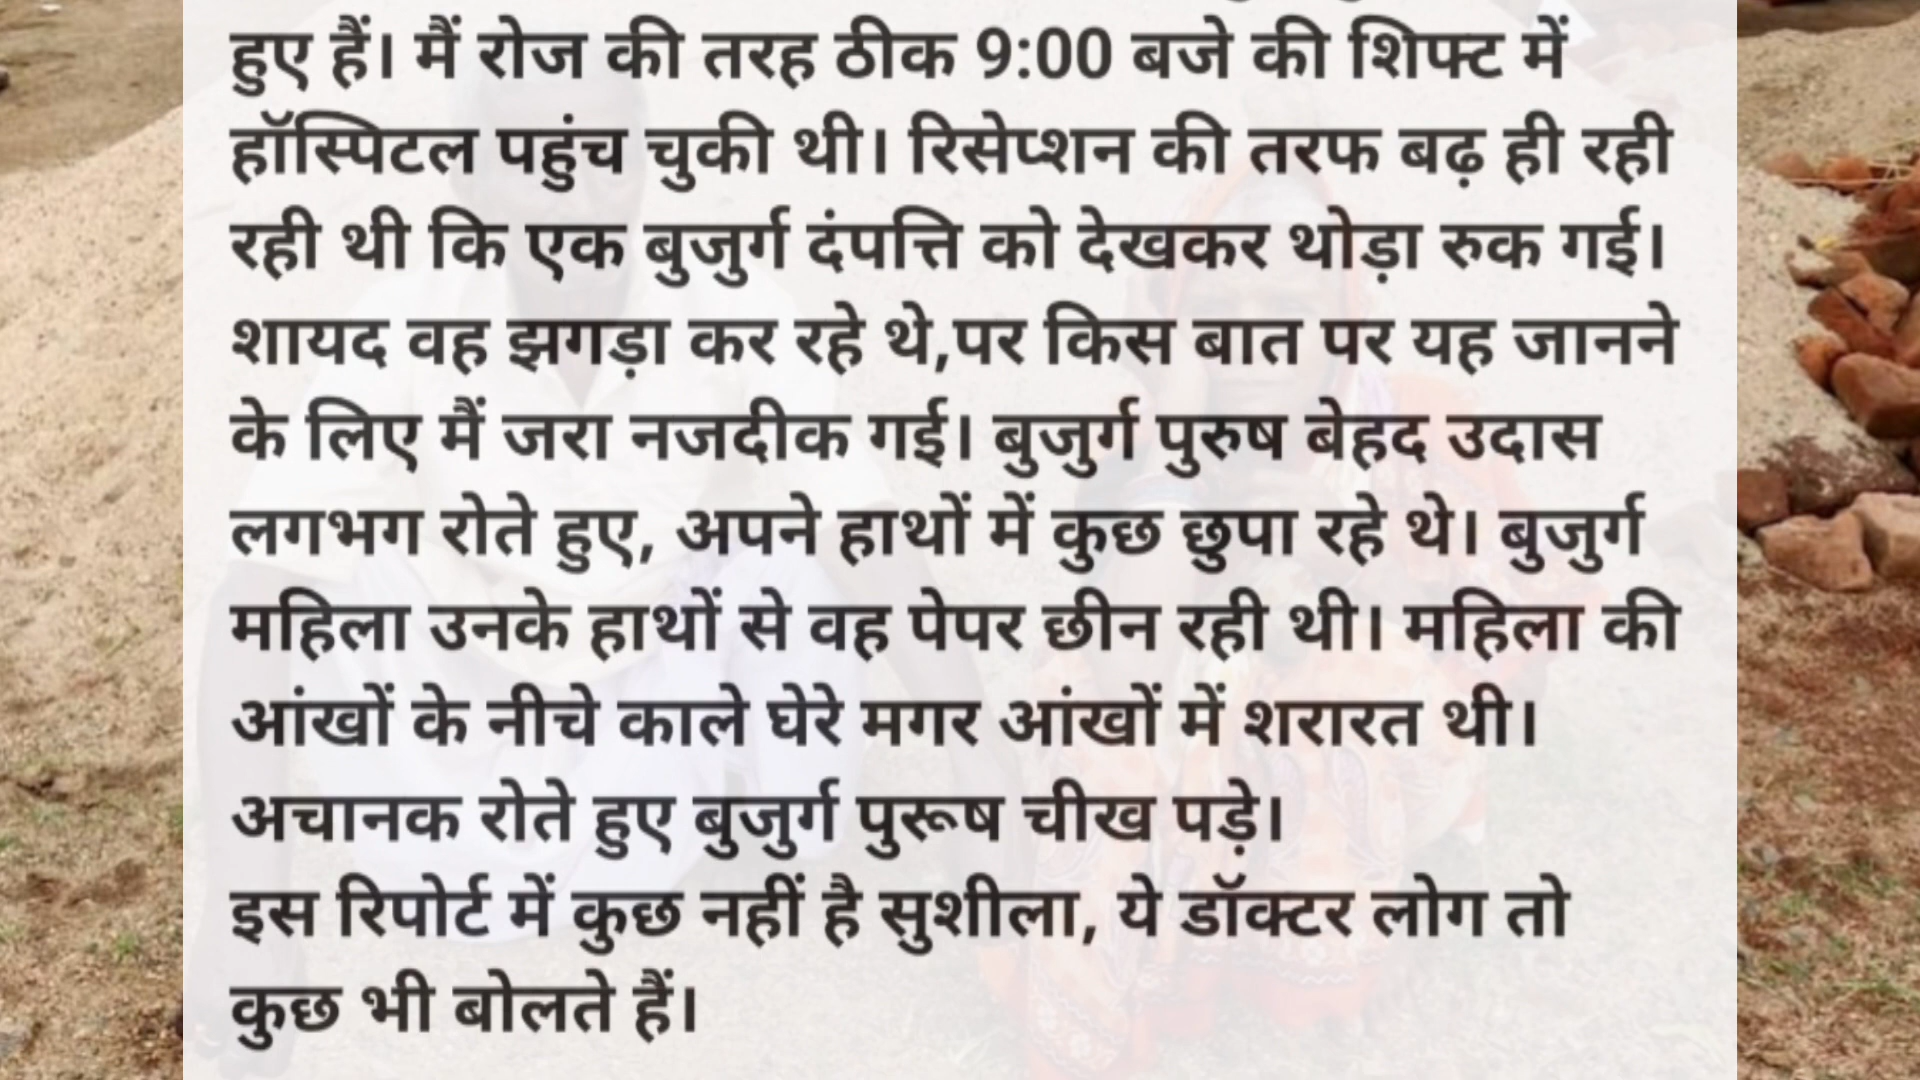 हुए हैं। मैं रोज की तरह ठीक 9:00 बजे की शिफ्ट में
हॉस्पिटल पहुंच चुकी थी। रिसेप्शन की तरफ बढ़ ही रही
रही थी कि एक बुजुर्ग दंपत्ति को देखकर थोड़ा रुक गई।
शायद वह झगड़ा कर रहे थे,पर किस बात पर यह जानने
के लिए मैं जरा नजदीक गई। बुजुर्ग पुरुष बेहद उदास
लगभग रोते हुए, अपने हाथों में कुछ छुपा रहे थे। बुजुर्ग
महिला उनके हाथों से वह पेपर छीन रही थी। महिला की
आंखों के नीचे काले घेरे मगर आंखों में शरारत थी।
अचानक रोते हुए बुजुर्ग पुरूष चीख पड़े।
इस रिपोर्ट में कुछ नहीं है सुशीला, ये डॉक्टर लोग तो
कुछ भी बोलते हैं।